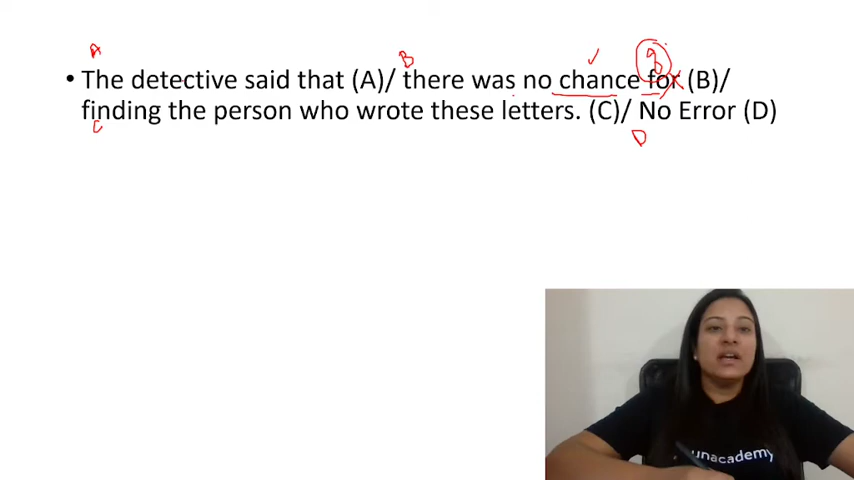 A
B
• The detective said that (A)/ there was no chance for (B)/
finding the person who wrote these letters. (C)/ No Error (D)
C
D
unacademy